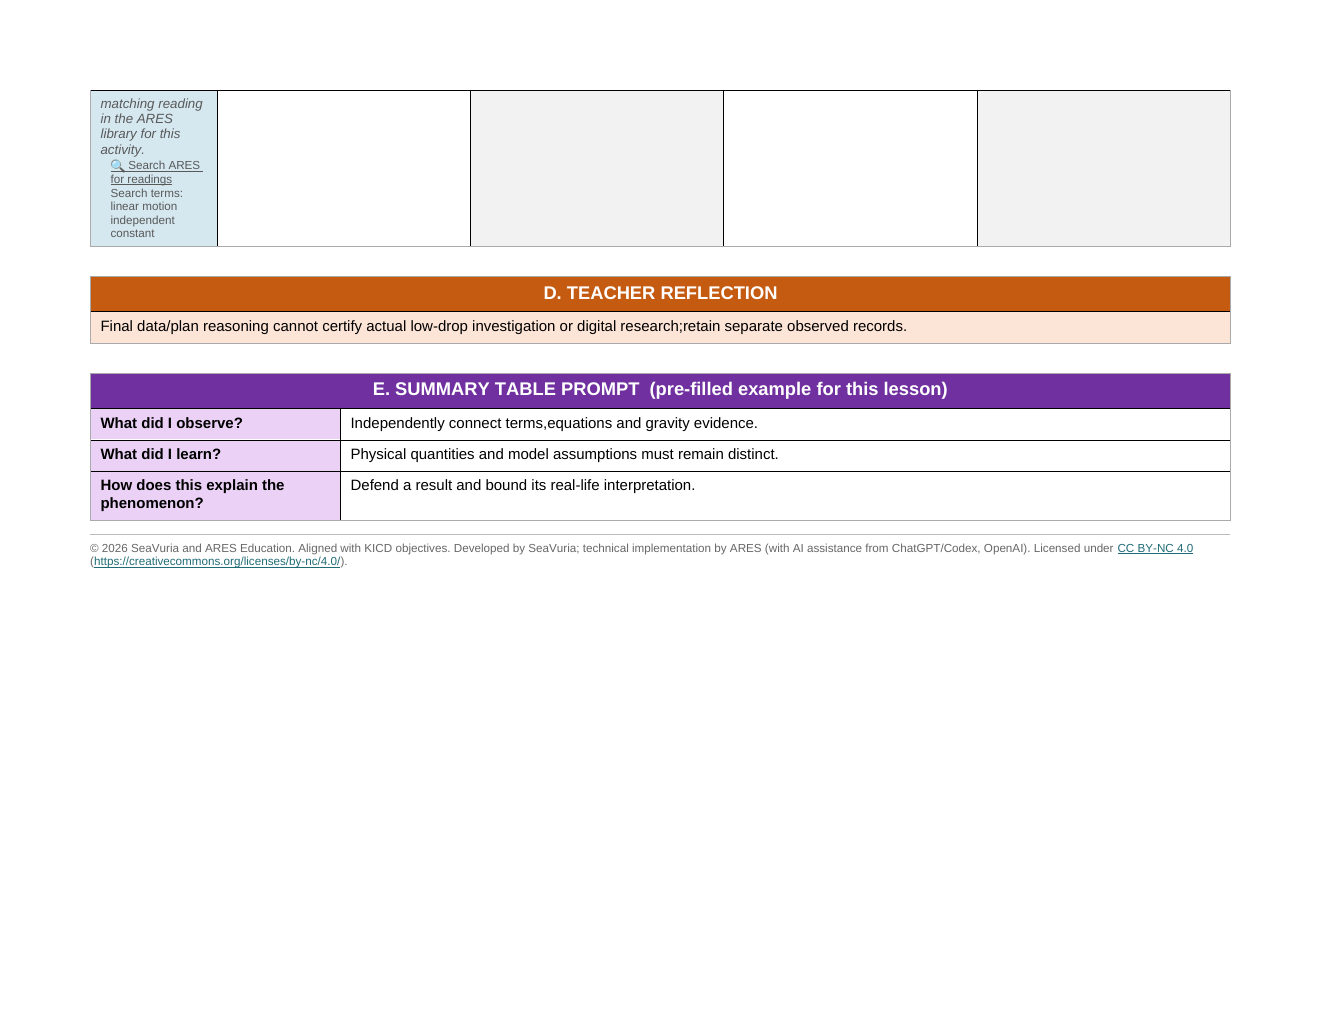 matching reading
in the ARES
library for this
activity.
🔍 Search ARES
for readings
Search terms:
linear motion
independent
constant
D. TEACHER REFLECTION
Final data/plan reasoning cannot certify actual low-drop investigation or digital research;retain separate observed records.
E. SUMMARY TABLE PROMPT  (pre-filled example for this lesson)
What did I observe? Independently connect terms,equations and gravity evidence.
What did I learn? Physical quantities and model assumptions must remain distinct.
How does this explain the Defend a result and bound its real-life interpretation.
phenomenon?
© 2026 SeaVuria and ARES Education. Aligned with KICD objectives. Developed by SeaVuria; technical implementation by ARES (with AI assistance from ChatGPT/Codex, OpenAI). Licensed under CC BY-NC 4.0
(https://creativecommons.org/licenses/by-nc/4.0/).